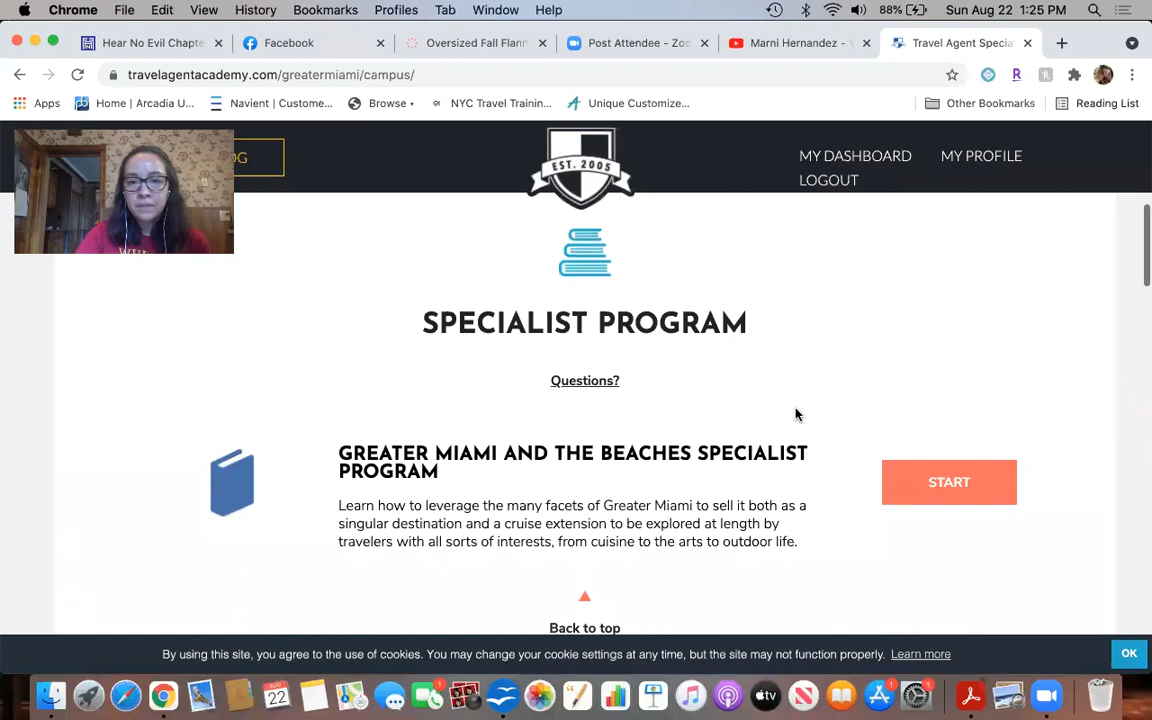 Chrome File Edit View History Bookmarks Profiles Tab Window Help 88% Sun Aug 22 1:25 PM
Hear No Evil Chapte Facebook Oversized Fall Flann Post Attendee - Zoo Marni Hernandez - Y Travel Agent Specia
travelagentacademy.com/greatermiami/campus/
Apps Home | Arcadia U... Navient | Custome... Browse NYC Travel Trainin... Unique Customize... Other Bookmarks Reading List
OG
EST. 2005
MY DASHBOARD MY PROFILE
LOGOUT
SPECIALIST PROGRAM
Questions?
GREATER MIAMI AND THE BEACHES SPECIALIST
PROGRAM
START
Learn how to leverage the many facets of Greater Miami to sell it both as a
singular destination and a cruise extension to be explored at length by
travelers with all sorts of interests, from cuisine to the arts to outdoor life.
Back to top
By using this site, you agree to the use of cookies. You may change your cookie settings at any time, but the site may not function properly. Learn more OK